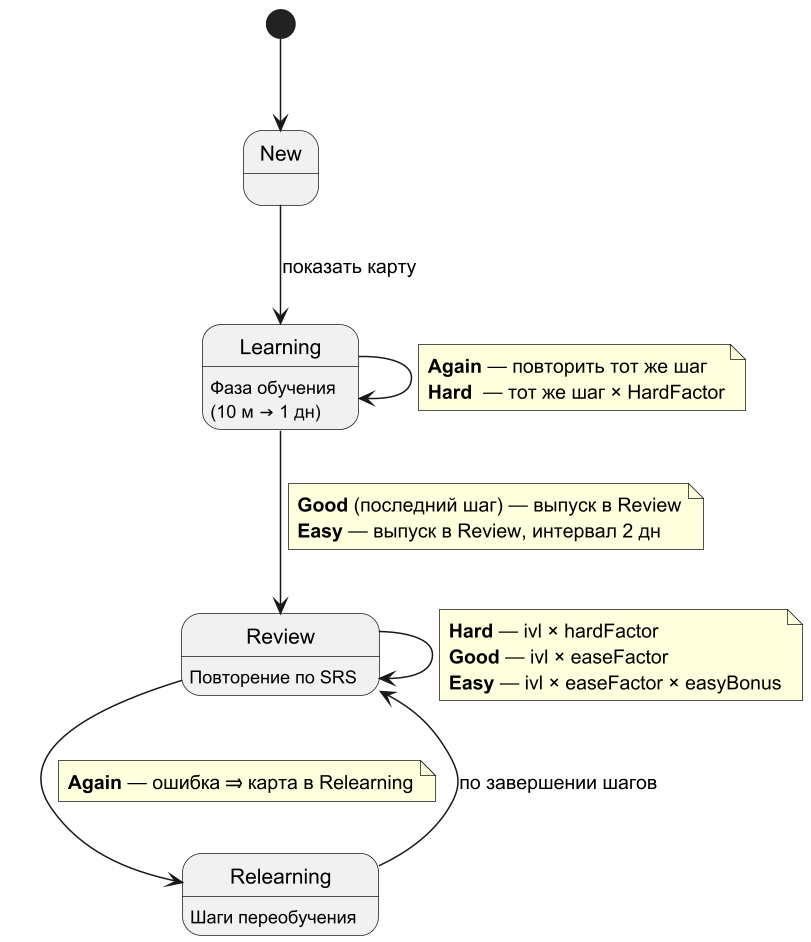 New
показать карту
Learning
Фаза обучения
(10 м → 1 дн)
Again — повторить тот же шаг
Hard — тот же шаг × HardFactor
Good (последний шаг) — выпуск в Review
Easy — выпуск в Review, интервал 2 дн
Review
Повторение по SRS
Hard — ivl × hardFactor
Good — ivl × easeFactor
Easy — ivl × easeFactor × easyBonus
Again — ошибка ⇒ карта в Relearning
по завершении шагов
Relearning
Шаги переобучения